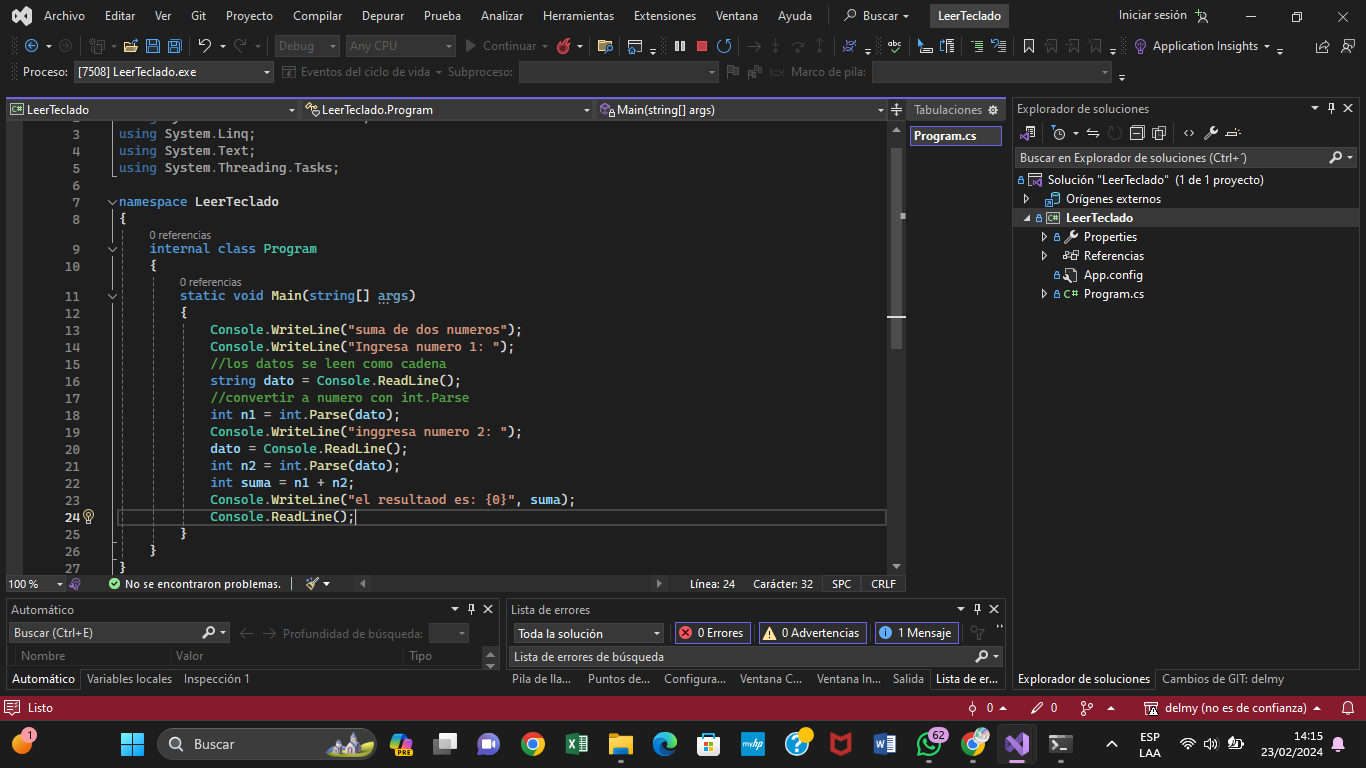 Archivo Editar Ver Git Proyecto Compilar Depurar Prueba Analizar Herramientas Extensiones Ventana Ayuda Buscar LeerTeclado Iniciar sesión
Debug Any CPU Continuar Application Insights
Proceso: [7508] LeerTeclado.exe Eventos del ciclo de vida Subproceso: Marco de pila:
LeerTeclado LeerTeclado.Program Main(string[] args)
Tabulaciones
Program.cs
3 using System.Linq;
4 using System.Text;
5 using System.Threading.Tasks;
6
7 namespace LeerTeclado
8 {
0 referencias
9 internal class Program
10 {
0 referencias
11 static void Main(string[] args)
12 {
13 Console.WriteLine("suma de dos numeros");
14 Console.WriteLine("Ingresa numero 1: ");
15 //los datos se leen como cadena
16 string dato = Console.ReadLine();
17 //convertir a numero con int.Parse
18 int n1 = int.Parse(dato);
19 Console.WriteLine("inggresa numero 2: ");
20 dato = Console.ReadLine();
21 int n2 = int.Parse(dato);
22 int suma = n1 + n2;
23 Console.WriteLine("el resultaod es: {0}", suma);
24 Console.ReadLine();
25 }
26 }
27 }
100 % No se encontraron problemas. Línea: 24 Carácter: 32 SPC CRLF
Explorador de soluciones
Buscar en Explorador de soluciones (Ctrl+´)
Solución "LeerTeclado" (1 de 1 proyecto)
Orígenes externos
LeerTeclado
Properties
Referencias
App.config
C# Program.cs
Automático
Buscar (Ctrl+E) Profundidad de búsqueda:
Nombre Valor Tipo
Automático Variables locales Inspección 1
Lista de errores
Toda la solución 0 Errores 0 Advertencias 1 Mensaje
Lista de errores de búsqueda
Pila de lla... Puntos de... Configura... Ventana C... Ventana In... Salida Lista de er...
Explorador de soluciones Cambios de GIT: delmy
Listo 0 0 delmy (no es de confianza)
1 Buscar PRE 62 ESP LAA 14:15 23/02/2024